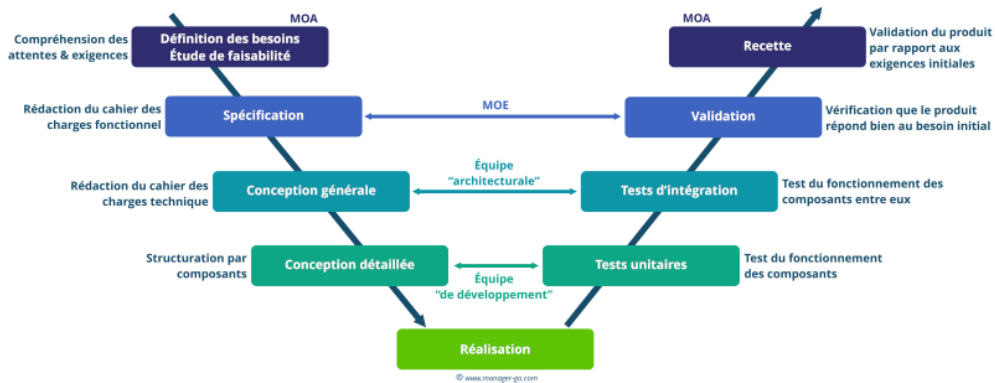 MOA
MOA
Compréhension des
attentes & exigences
Définition des besoins
Étude de faisabilité
Recette
Validation du produit
par rapport aux
exigences initiales
Rédaction du cahier des
charges fonctionnel
Spécification
MOE
Validation
Vérification que le produit
répond bien au besoin initial
Rédaction du cahier des
charges technique
Conception générale
Équipe
“architecturale”
Tests d’intégration
Test du fonctionnement des
composants entre eux
Structuration par
composants
Conception détaillée
Équipe
“de développement”
Tests unitaires
Test du fonctionnement
des composants
Réalisation
© www.manager-go.com